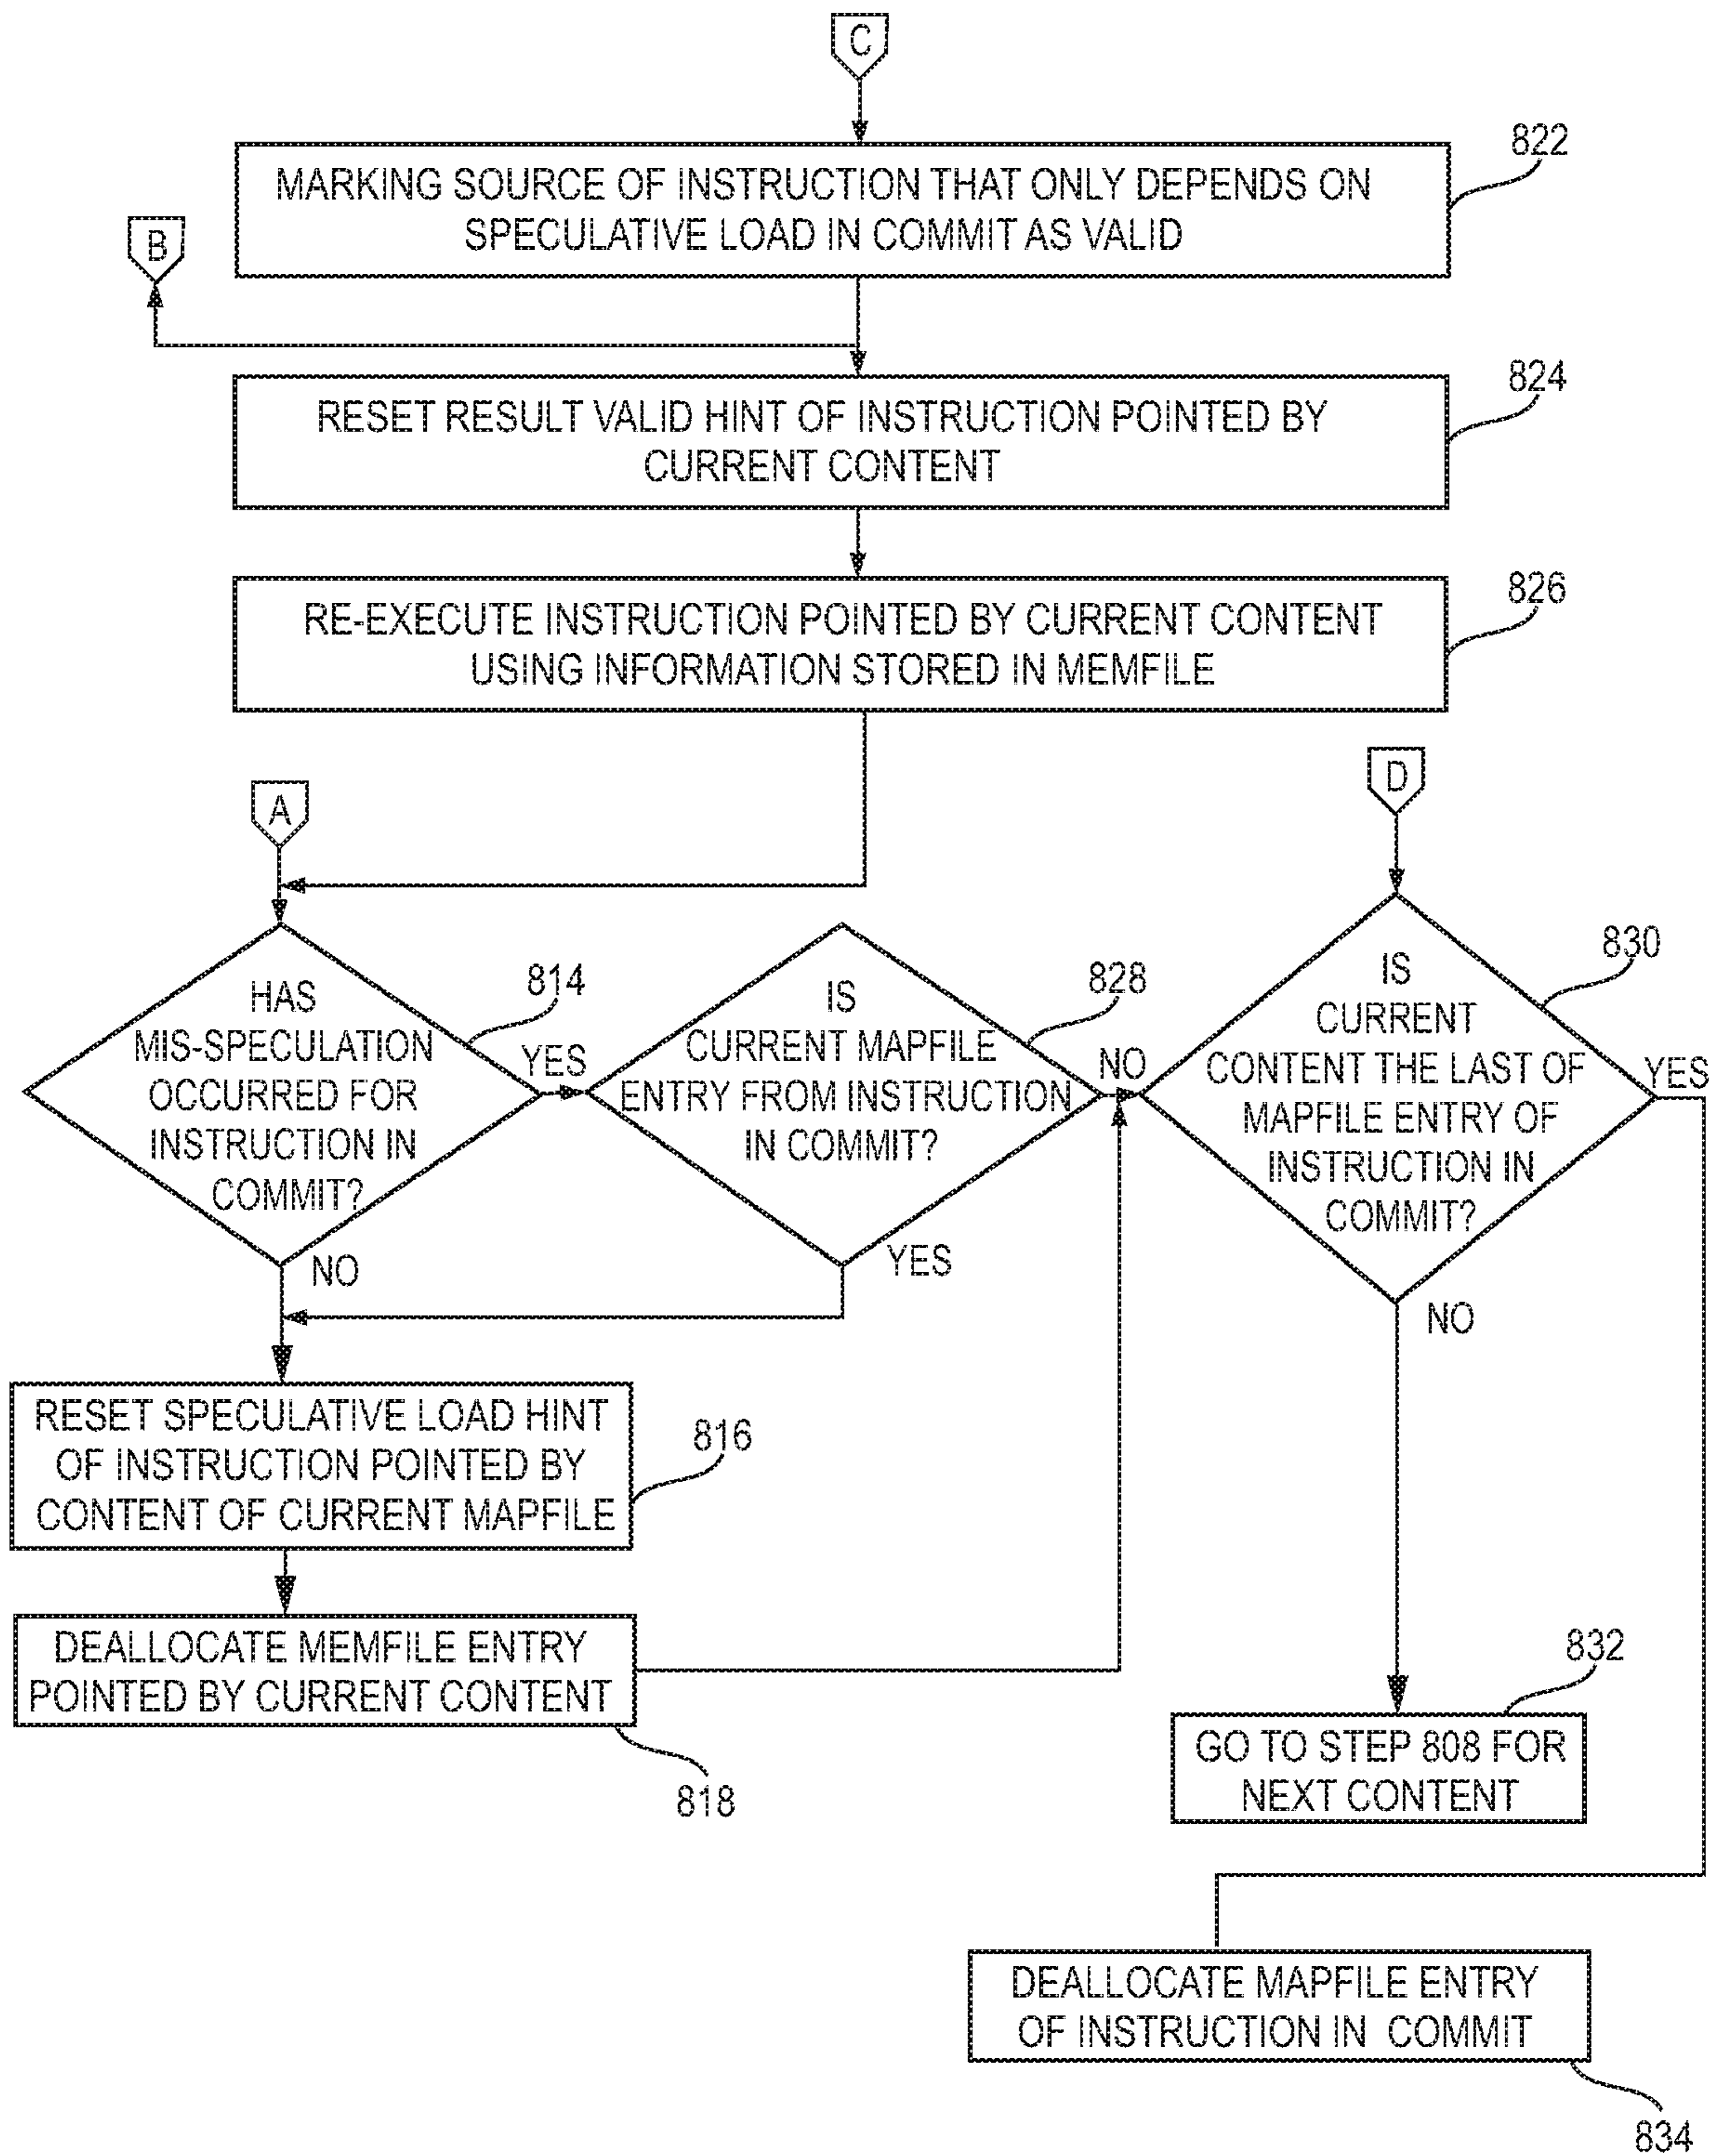 C
822
MARKING SOURCE OF INSTRUCTION THAT ONLY DEPENDS ON
SPECULATIVE LOAD IN COMMIT AS VALID
B
824
RESET RESULT VALID HINT OF INSTRUCTION POINTED BY
CURRENT CONTENT
826
RE-EXECUTE INSTRUCTION POINTED BY CURRENT CONTENT
USING INFORMATION STORED IN MEMFILE
A
D
814
HAS
MIS-SPECULATION
OCCURRED FOR
INSTRUCTION IN
COMMIT?
YES
NO
828
IS
CURRENT MAPFILE
ENTRY FROM INSTRUCTION
IN COMMIT?
NO
YES
830
IS
CURRENT
CONTENT THE LAST OF
MAPFILE ENTRY OF
INSTRUCTION IN
COMMIT?
YES
NO
RESET SPECULATIVE LOAD HINT
OF INSTRUCTION POINTED BY
CONTENT OF CURRENT MAPFILE
816
DEALLOCATE MEMFILE ENTRY
POINTED BY CURRENT CONTENT
818
832
GO TO STEP 808 FOR
NEXT CONTENT
DEALLOCATE MAPFILE ENTRY
OF INSTRUCTION IN COMMIT
834